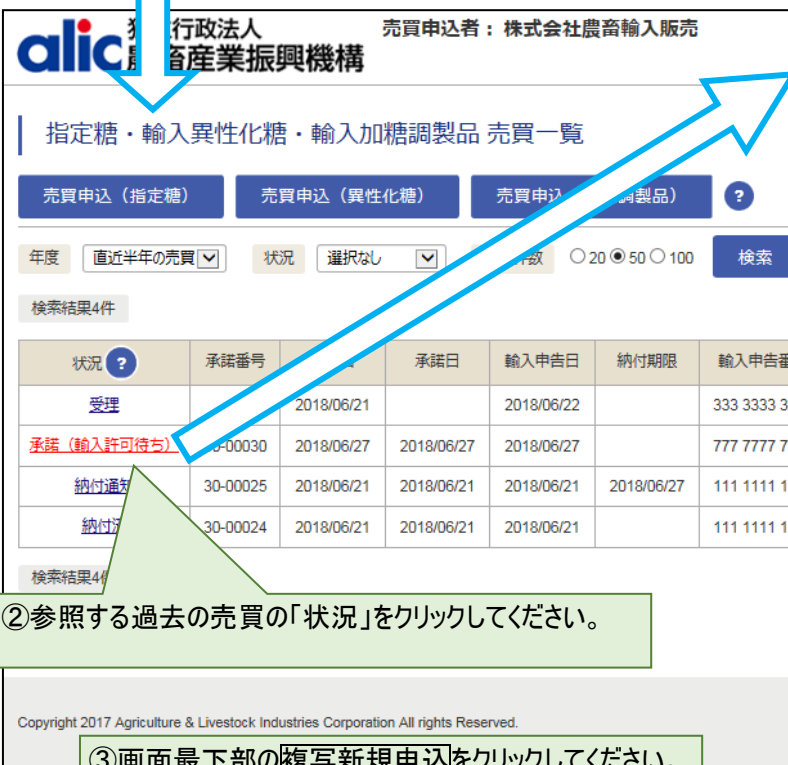 alic 行政法人 売買申込者： 株式会社農畜輸入販売
農畜産業振興機構
指定糖・輸入異性化糖・輸入加糖調製品 売買一覧
売買申込（指定糖） 売買申込（異性化糖） 売買申込 調製品） ?
年度 直近半年の売買 状況 選択なし 件数 20 50 100 検索
検索結果4件
状況 ? 承諾番号 承諾日 輸入申告日 納付期限 輸入申告番
受理 2018/06/21 2018/06/22 333 3333 3
承諾（輸入許可待ち） -00030 2018/06/27 2018/06/27 2018/06/27 777 7777 7
納付通知 30-00025 2018/06/21 2018/06/21 2018/06/21 2018/06/27 111 1111 1
納付済 30-00024 2018/06/21 2018/06/21 2018/06/21 111 1111 1
検索結果4件
②参照する過去の売買の「状況」をクリックしてください。
Copyright 2017 Agriculture & Livestock Industries Corporation All rights Reserved.
③画面最下部の複写新規申込をクリックしてください。